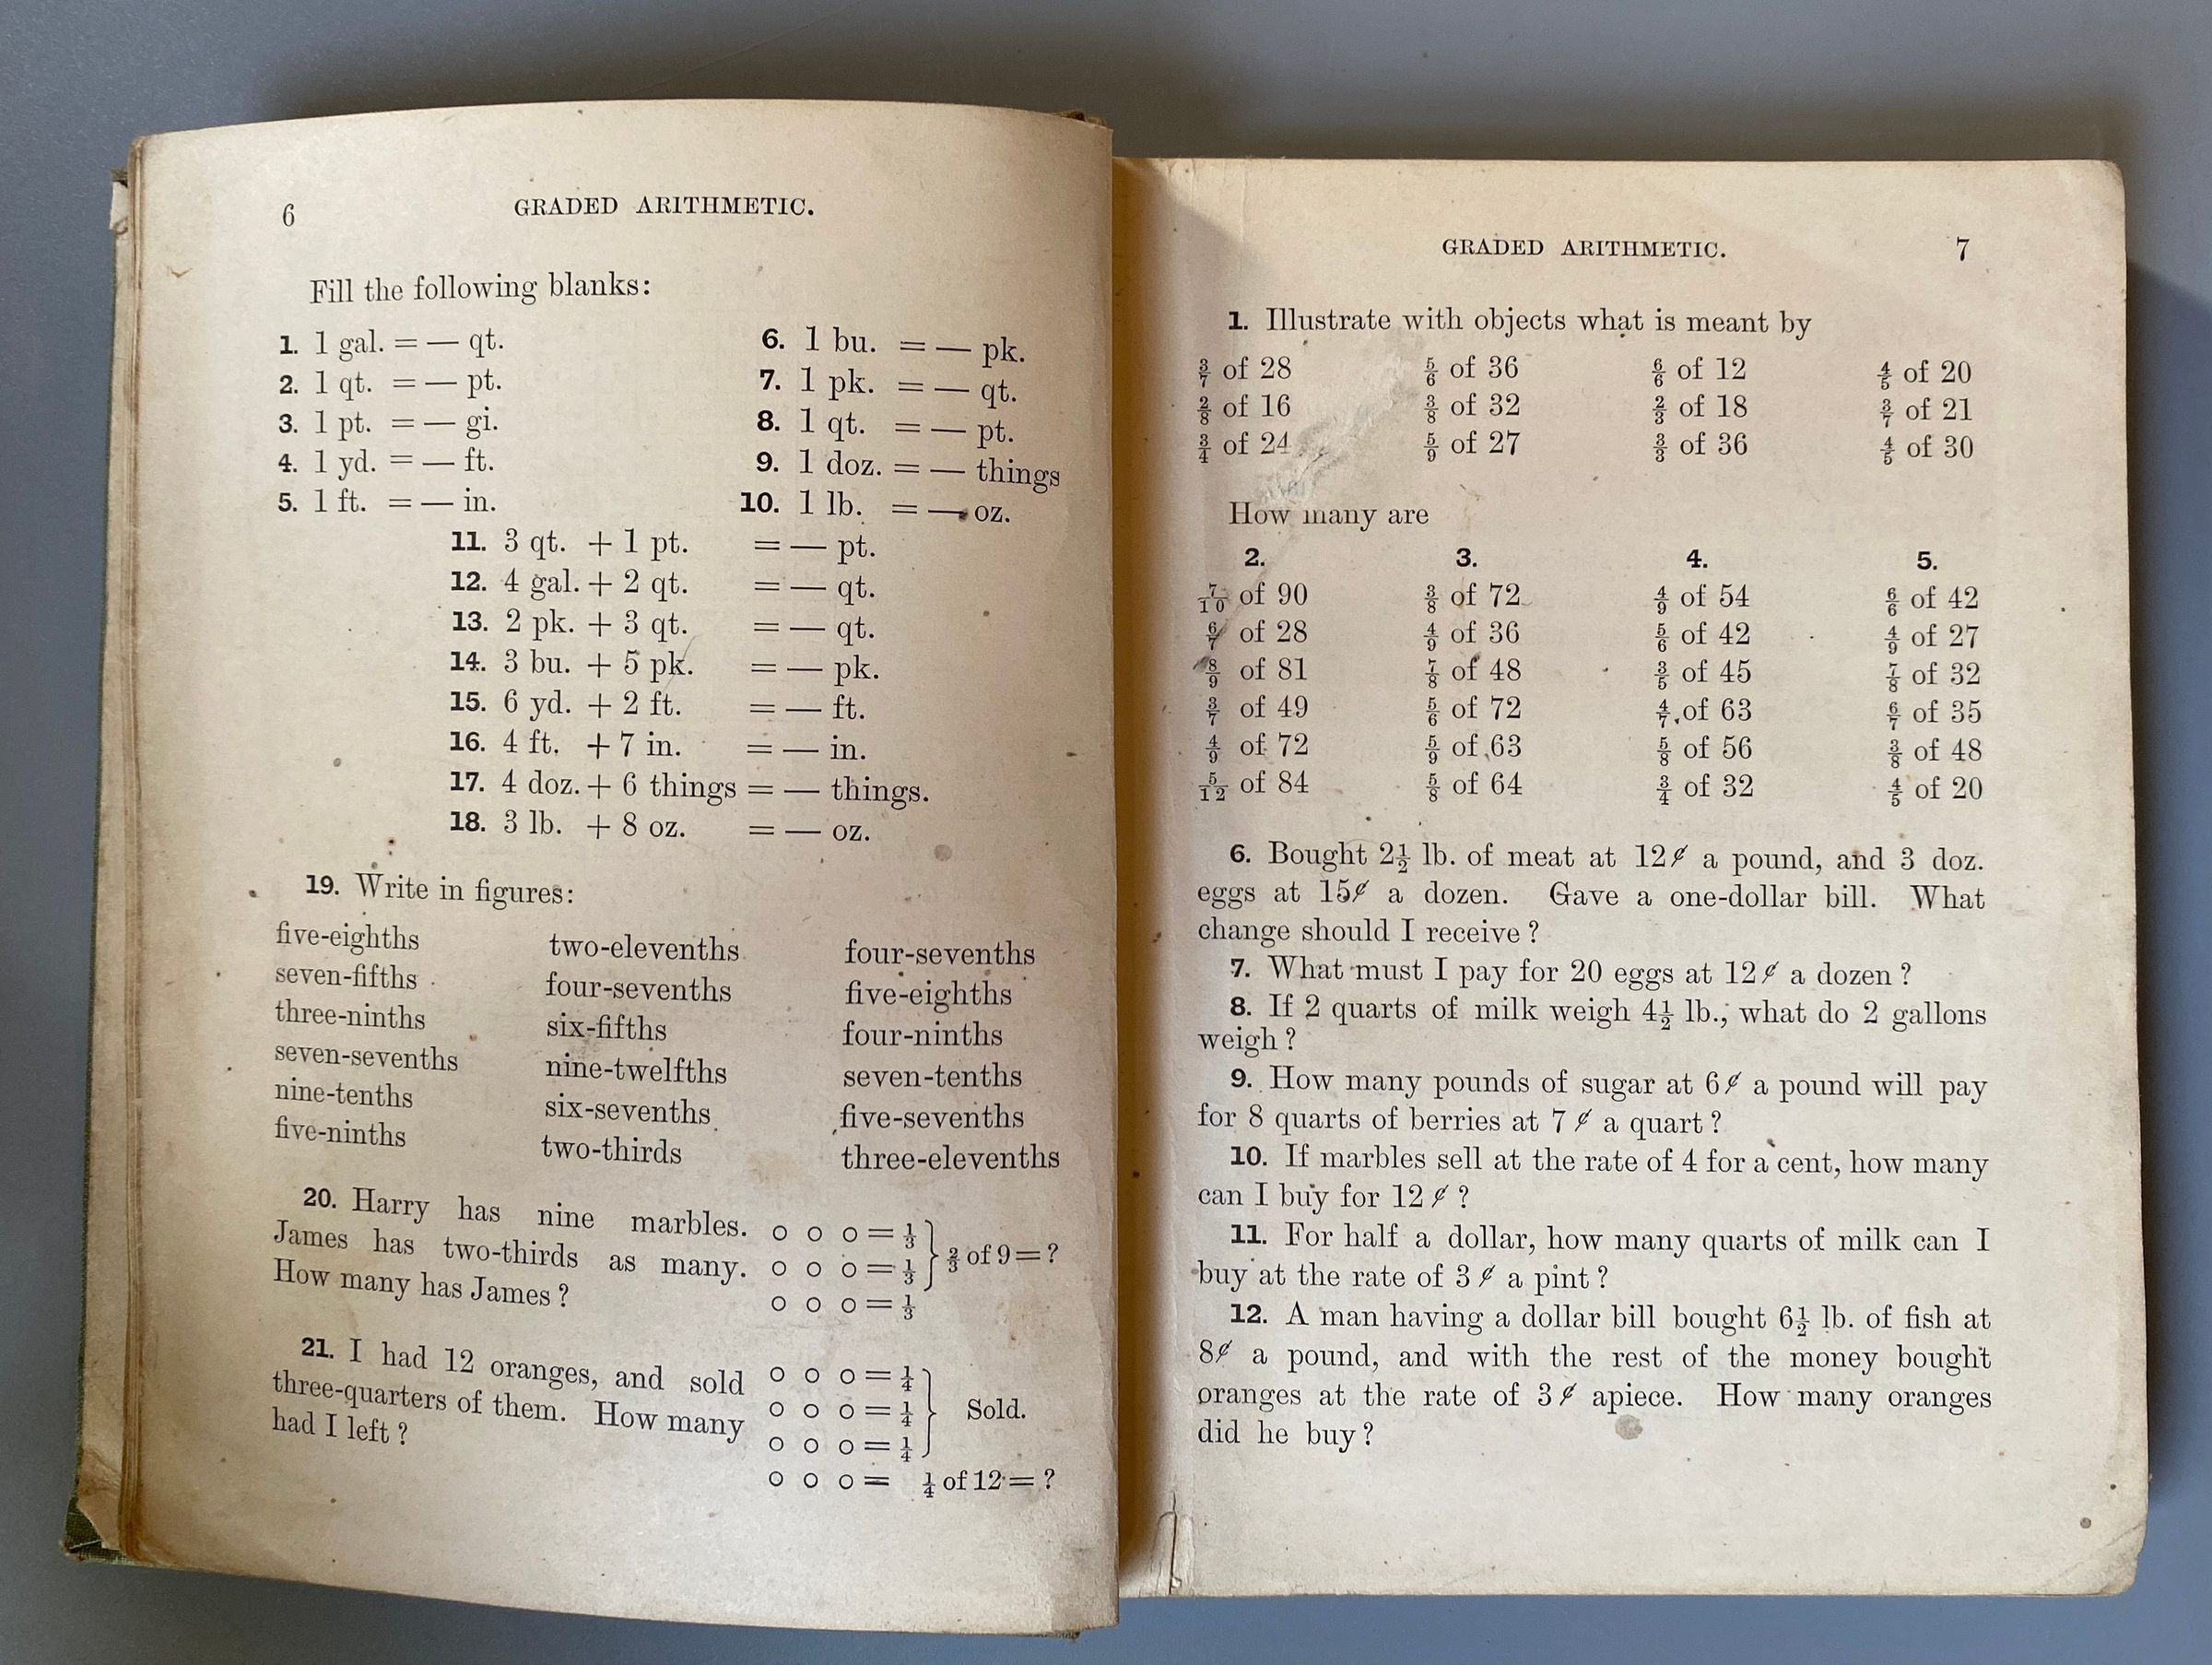 6 GRADED ARITHMETIC.
Fill the following blanks:
1. 1 gal. = — qt.
2. 1 qt. = — pt.
3. 1 pt. = — gi.
4. 1 yd. = — ft.
5. 1 ft. = — in.
6. 1 bu. = — pk.
7. 1 pk. = — qt.
8. 1 qt. = — pt.
9. 1 doz. = — things
10. 1 lb. = — oz.
11. 3 qt. + 1 pt. = — pt.
12. 4 gal. + 2 qt. = — qt.
13. 2 pk. + 3 qt. = — qt.
14. 3 bu. + 5 pk. = — pk.
15. 6 yd. + 2 ft. = — ft.
16. 4 ft. + 7 in. = — in.
17. 4 doz. + 6 things = — things.
18. 3 lb. + 8 oz. = — oz.
19. Write in figures:
five-eighths two-elevenths four-sevenths
seven-fifths four-sevenths five-eighths
three-ninths six-fifths four-ninths
seven-sevenths nine-twelfths seven-tenths
nine-tenths six-sevenths five-sevenths
five-ninths two-thirds three-elevenths
20. Harry has nine marbles.
James has two-thirds as many.
How many has James?
o o o = 1/3
o o o = 1/3 } 2/3 of 9 = ?
o o o = 1/3
21. I had 12 oranges, and sold
three-quarters of them. How many
had I left?
o o o = 1/4
o o o = 1/4 } Sold.
o o o = 1/4
o o o = 1/4 of 12 = ?
GRADED ARITHMETIC. 7
1. Illustrate with objects what is meant by
3/7 of 28 5/6 of 36 6/6 of 12 4/5 of 20
2/8 of 16 3/8 of 32 2/3 of 18 3/7 of 21
3/4 of 24 5/9 of 27 3/3 of 36 4/5 of 30
How many are
2. 3. 4. 5.
7/10 of 90 3/8 of 72 4/9 of 54 6/6 of 42
6/7 of 28 4/9 of 36 5/6 of 42 4/9 of 27
8/9 of 81 7/8 of 48 3/5 of 45 7/8 of 32
3/7 of 49 5/6 of 72 4/7 of 63 6/7 of 35
4/9 of 72 5/9 of 63 5/8 of 56 3/8 of 48
5/12 of 84 5/8 of 64 3/4 of 32 4/5 of 20
6. Bought 2 1/2 lb. of meat at 12¢ a pound, and 3 doz.
eggs at 15¢ a dozen. Gave a one-dollar bill. What
change should I receive?
7. What must I pay for 20 eggs at 12¢ a dozen?
8. If 2 quarts of milk weigh 4 1/2 lb., what do 2 gallons
weigh?
9. How many pounds of sugar at 6¢ a pound will pay
for 8 quarts of berries at 7¢ a quart?
10. If marbles sell at the rate of 4 for a cent, how many
can I buy for 12¢?
11. For half a dollar, how many quarts of milk can I
buy at the rate of 3¢ a pint?
12. A man having a dollar bill bought 6 1/2 lb. of fish at
8¢ a pound, and with the rest of the money bought
oranges at the rate of 3¢ apiece. How many oranges
did he buy?